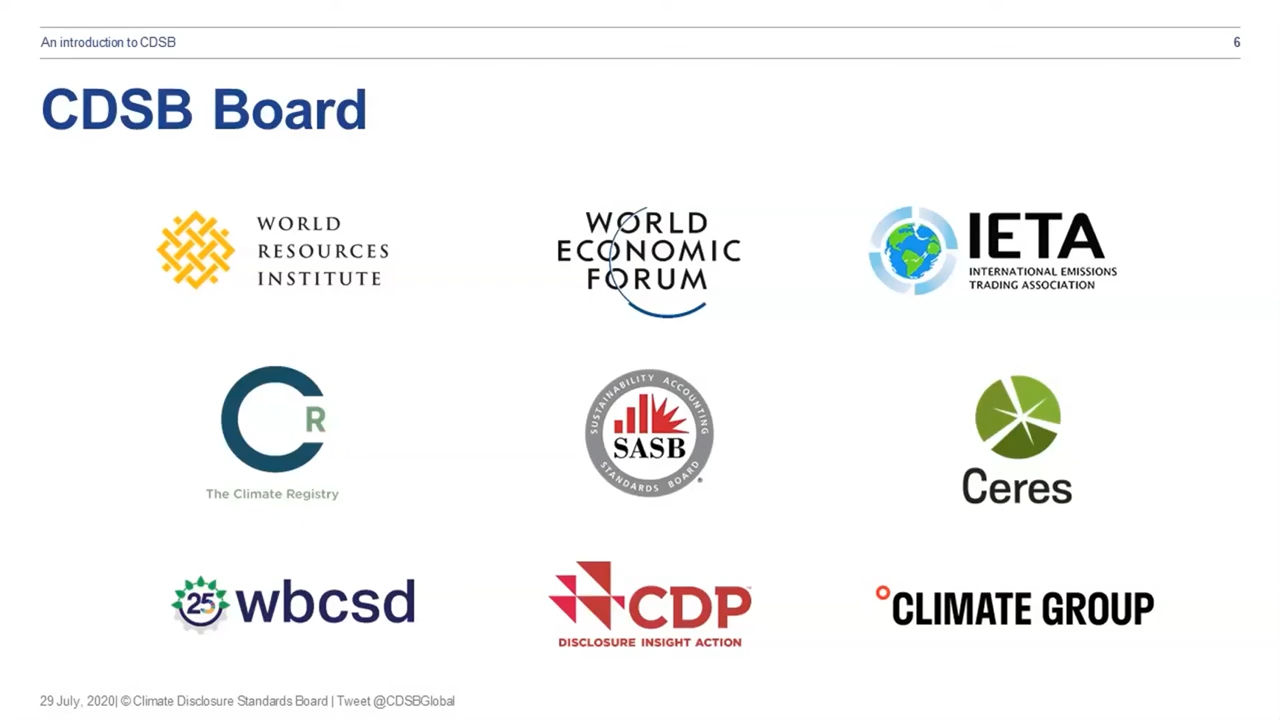 An introduction to CDSB
6
CDSB Board
WORLD
RESOURCES
INSTITUTE
WORLD
ECONOMIC
FORUM
IETA
INTERNATIONAL EMISSIONS
TRADING ASSOCIATION
CR
The Climate Registry
SUSTAINABILITY ACCOUNTING
SASB
STANDARDS BOARD
Ceres
25
wbcsd
CDP
DISCLOSURE INSIGHT ACTION
°CLIMATE GROUP
29 July, 2020| © Climate Disclosure Standards Board | Tweet @CDSBGlobal